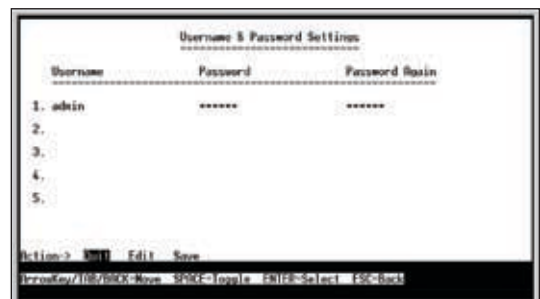 Username & Password Settings
Username Password Password Again
1. admin ****** ******
2.
3.
4.
5.
Action-> Quit Edit Save
ArrowKey/TAB/BACK-Move SPACE-Toggle ENTER-Select ESC-Back